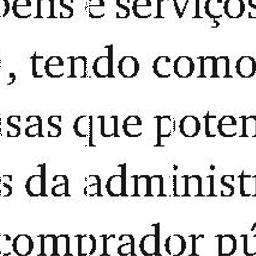 bens e serviços
, tendo como
sas que poten
s da administr
comprador pú